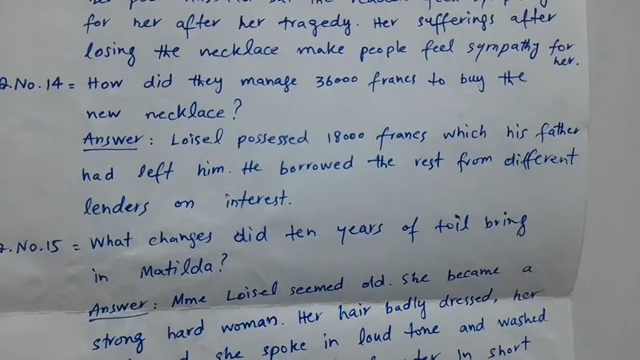 for her after her tragedy. Her sufferings after
losing the necklace make people feel sympathy for her.
Q.No.14 = How did they manage 36000 francs to buy the
new necklace?
Answer: Loisel possessed 18000 francs which his father
had left him. He borrowed the rest from different
lenders on interest.
Q.No.15 = What changes did ten years of toil bring
in Matilda?
Answer: Mme Loisel seemed old. She became a
strong hard woman. Her hair badly dressed, her
she spoke in loud tone and washed
In short